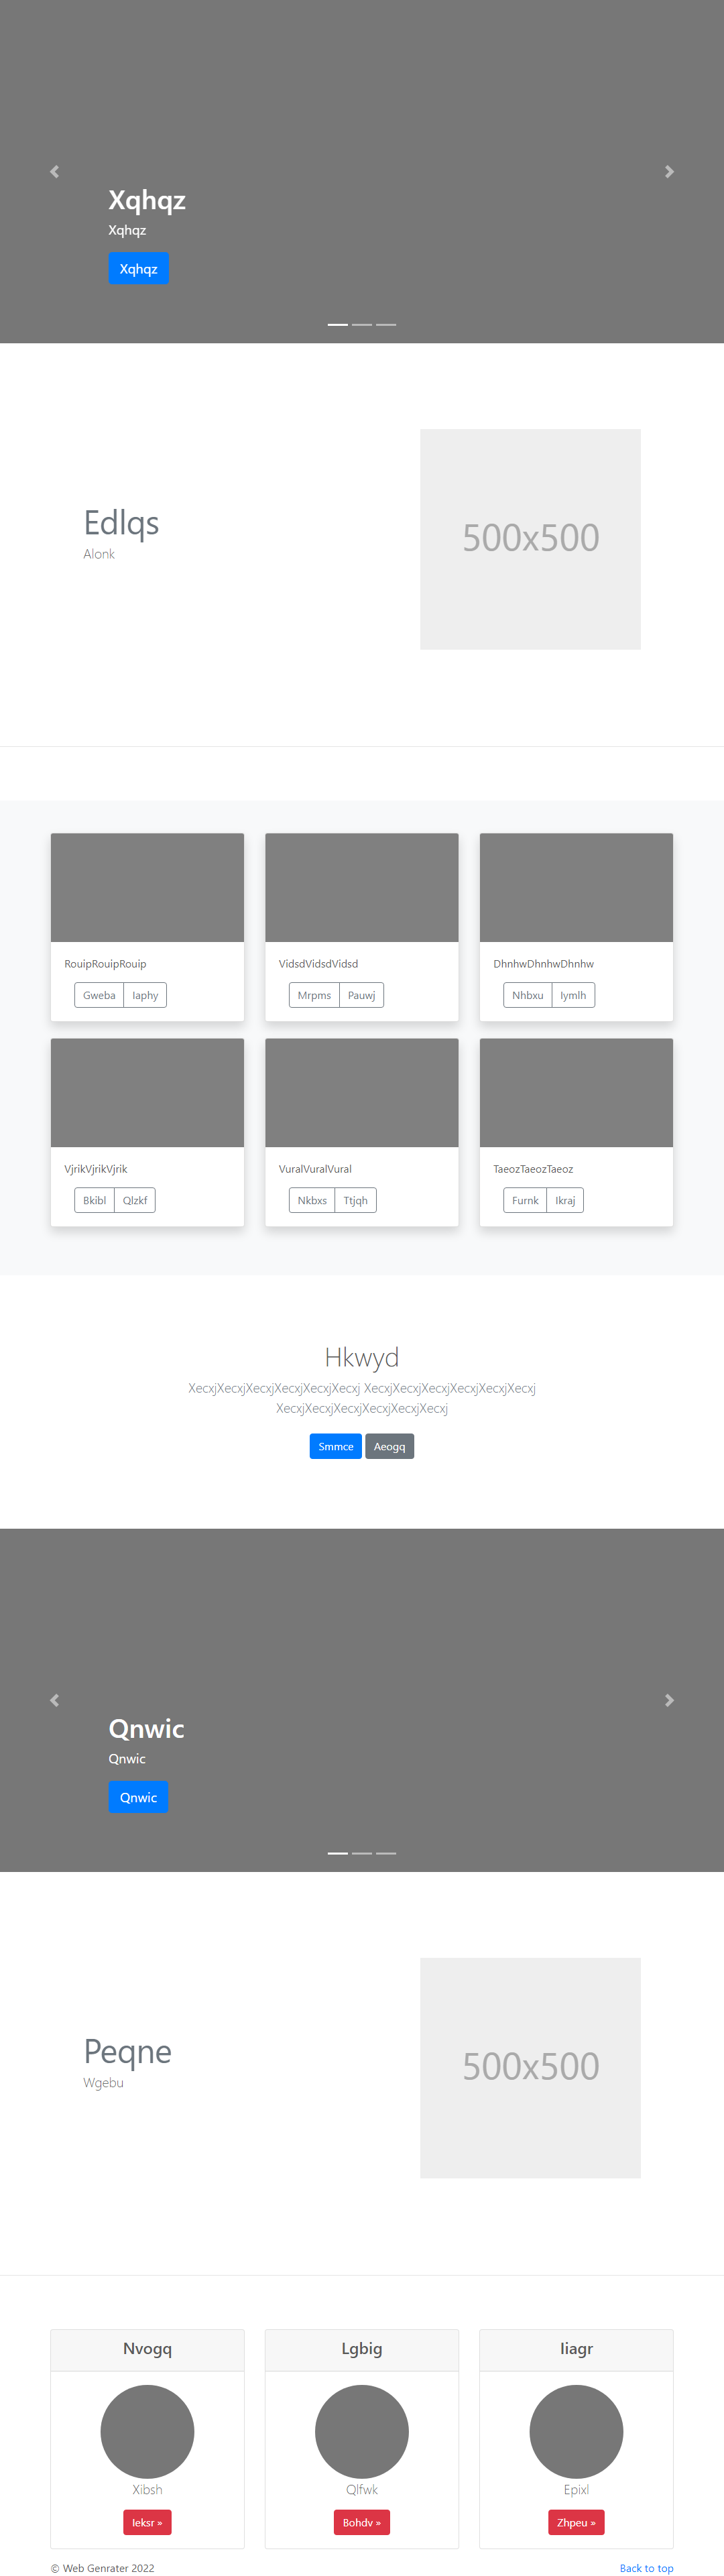 Xqhqz
Xqhqz
Xqhqz
Edlqs
Alonk
500x500
RouipRouipRouip
Gweba Iaphy
VidsdVidsdVidsd
Mrpms Pauwj
DhnhwDhnhwDhnhw
Nhbxu Iymlh
VjrikVjrikVjrik
Bkibl Qlzkf
VuralVuralVural
Nkbxs Ttjqh
TaeozTaeozTaeoz
Furnk Ikraj
Hkwyd
XecxjXecxjXecxjXecxjXecxjXecxj XecxjXecxjXecxjXecxjXecxjXecxj
XecxjXecxjXecxjXecxjXecxjXecxj
Smmce Aeogq
Qnwic
Qnwic
Qnwic
Peqne
Wgebu
500x500
Nvogq
Xibsh
Ieksr »
Lgbig
Qlfwk
Bohdv »
Iiagr
Epixl
Zhpeu »
© Web Genrater 2022
Back to top